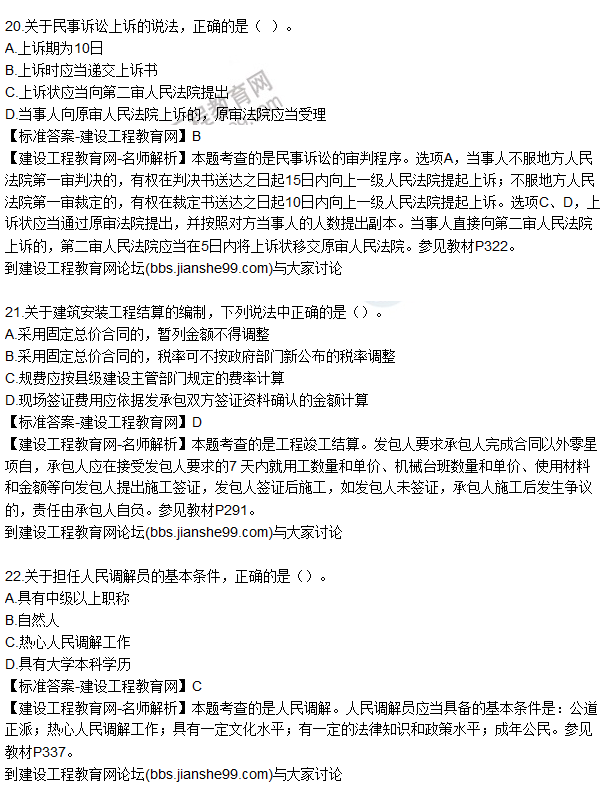 20.关于民事诉讼上诉的说法，正确的是（ ）。
A.上诉期为10日
B.上诉时应当递交上诉书
C.上诉状应当向第二审人民法院提出
D.当事人向原审人民法院上诉的，原审法院应当受理
【标准答案-建设工程教育网】B
【建设工程教育网-名师解析】本题考查的是民事诉讼的审判程序。选项A，当事人不服地方人民
法院第一审判决的，有权在判决书送达之日起15日内向上一级人民法院提起上诉；不服地方人民
法院第一审裁定的，有权在裁定书送达之日起10日内向上一级人民法院提起上诉。选项C、D，上
诉状应当通过原审法院提出，并按照对方当事人的人数提出副本。当事人直接向第二审人民法院
上诉的，第二审人民法院应当在5日内将上诉状移交原审人民法院。参见教材P322。
到建设工程教育网论坛(bbs.jianshe99.com)与大家讨论
21.关于建筑安装工程结算的编制，下列说法中正确的是（）。
A.采用固定总价合同的，暂列金额不得调整
B.采用固定总价合同的，税率可不按政府部门新公布的税率调整
C.规费应按县级建设主管部门规定的费率计算
D.现场签证费用应依据发承包双方签证资料确认的金额计算
【标准答案-建设工程教育网】D
【建设工程教育网-名师解析】本题考查的是工程竣工结算。发包人要求承包人完成合同以外零星
项自，承包人应在接受发包人要求的7 天内就用工数量和单价、机械台班数量和单价、使用材料
和金额等向发包人提出施工签证，发包人签证后施工，如发包人未签证，承包人施工后发生争议
的，责任由承包人自负。参见教材P291。
到建设工程教育网论坛(bbs.jianshe99.com)与大家讨论
22.关于担任人民调解员的基本条件，正确的是（）。
A.具有中级以上职称
B.自然人
C.热心人民调解工作
D.具有大学本科学历
【标准答案-建设工程教育网】C
【建设工程教育网-名师解析】本题考查的是人民调解。人民调解员应当具备的基本条件是：公道
正派；热心人民调解工作；具有一定文化水平；有一定的法律知识和政策水平；成年公民。参见
教材P337。
到建设工程教育网论坛(bbs.jianshe99.com)与大家讨论